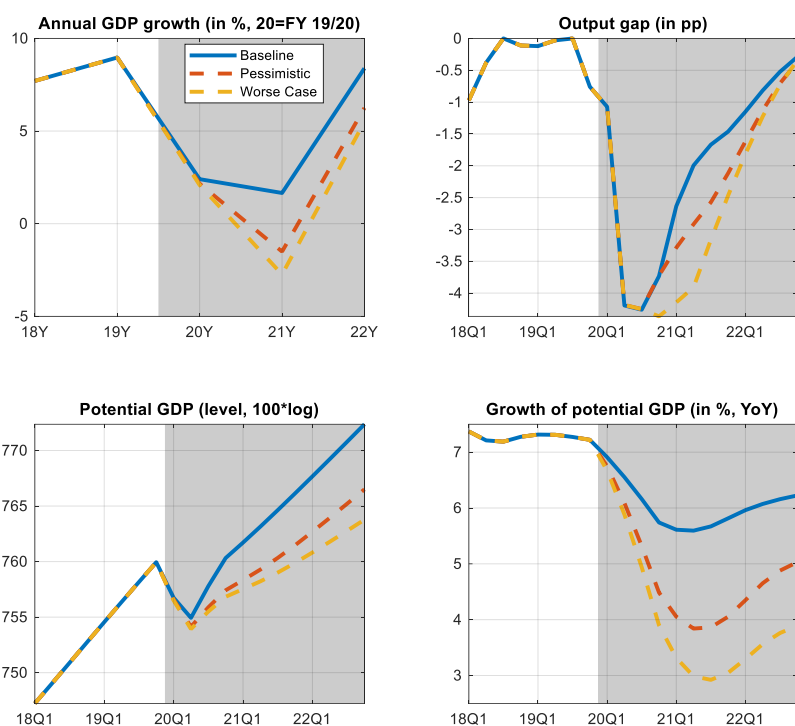 Annual GDP growth (in %, 20=FY 19/20)
10
5
0
-5
18Y 19Y 20Y 21Y 22Y
Baseline
Pessimistic
Worse Case
Output gap (in pp)
0
-0.5
-1
-1.5
-2
-2.5
-3
-3.5
-4
18Q1 19Q1 20Q1 21Q1 22Q1
Potential GDP (level, 100*log)
770
765
760
755
750
18Q1 19Q1 20Q1 21Q1 22Q1
Growth of potential GDP (in %, YoY)
7
6
5
4
3
18Q1 19Q1 20Q1 21Q1 22Q1